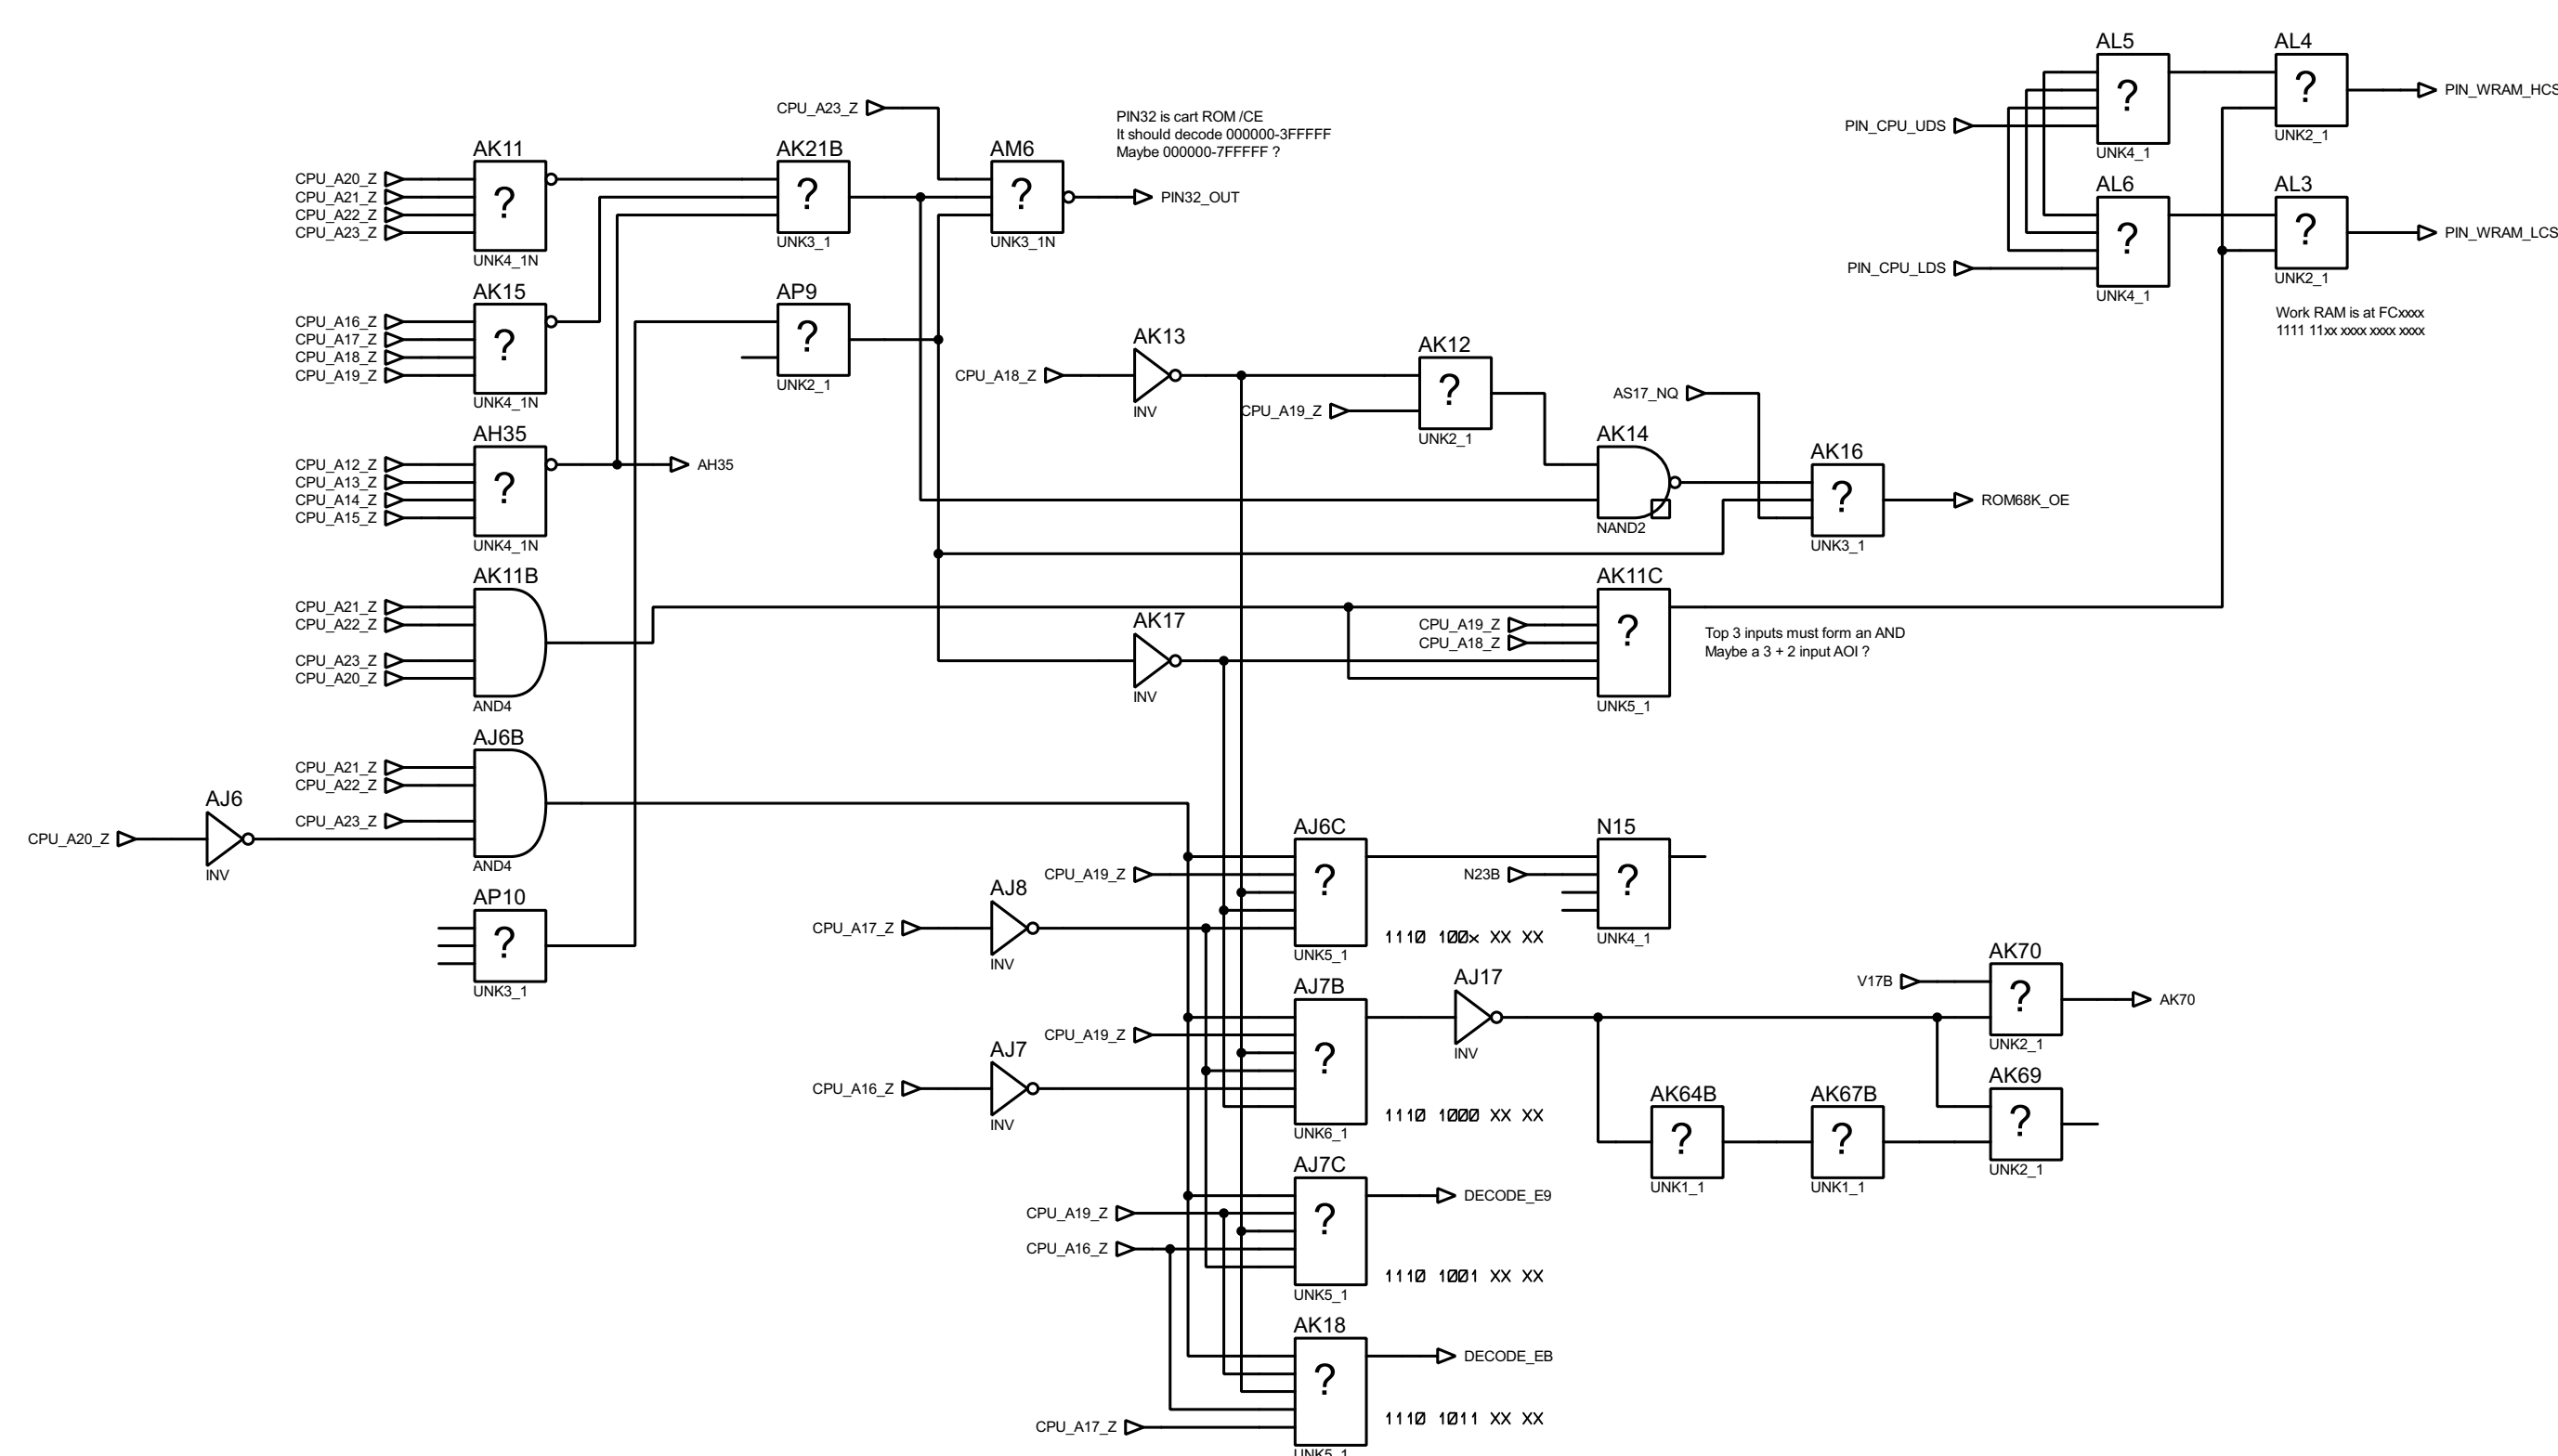 AL5
AL4
?
?
PIN_WRAM_HCS
PIN_CPU_UDS
UNK2_1
UNK4_1
CPU_A23_Z
PIN32 is cart ROM /CE
It should decode 000000-3FFFFF
Maybe 000000-7FFFFF ?
AK11
AK21B
AM6
CPU_A20_Z
CPU_A21_Z
CPU_A22_Z
CPU_A23_Z
?
?
?
PIN32_OUT
UNK4_1N
UNK3_1
UNK3_1N
AL6
AL3
?
?
PIN_WRAM_LCS
PIN_CPU_LDS
UNK2_1
UNK4_1
Work RAM is at FCxxxx
1111 11xx xxxx xxxx xxxx
AK15
AP9
CPU_A16_Z
CPU_A17_Z
CPU_A18_Z
CPU_A19_Z
?
?
UNK4_1N
UNK2_1
AK13
CPU_A18_Z
INV
AK12
CPU_A19_Z
?
UNK2_1
AS17_NQ
AK14
NAND2
AK16
?
ROM68K_OE
UNK3_1
AH35
CPU_A12_Z
CPU_A13_Z
CPU_A14_Z
CPU_A15_Z
?
AH35
UNK4_1N
AK11B
CPU_A21_Z
CPU_A22_Z
CPU_A23_Z
CPU_A20_Z
AND4
AK17
INV
AK11C
CPU_A19_Z
CPU_A18_Z
?
UNK5_1
Top 3 inputs must form an AND
Maybe a 3 + 2 input AOI ?
AJ6B
CPU_A21_Z
CPU_A22_Z
CPU_A23_Z
AND4
AJ6
CPU_A20_Z
INV
AP10
?
UNK3_1
AJ6C
CPU_A19_Z
?
UNK5_1
1110 100x XX XX
N15
N23B
?
UNK4_1
AJ8
CPU_A17_Z
INV
AJ7B
CPU_A19_Z
?
UNK6_1
1110 1000 XX XX
AJ17
INV
AK70
V17B
?
AK70
UNK2_1
AJ7
CPU_A16_Z
INV
AK64B
?
UNK1_1
AK67B
?
UNK1_1
AK69
?
UNK2_1
AJ7C
CPU_A19_Z
CPU_A16_Z
?
DECODE_E9
UNK5_1
1110 1001 XX XX
AK18
?
DECODE_EB
CPU_A17_Z
1110 1011 XX XX
UNK5_1